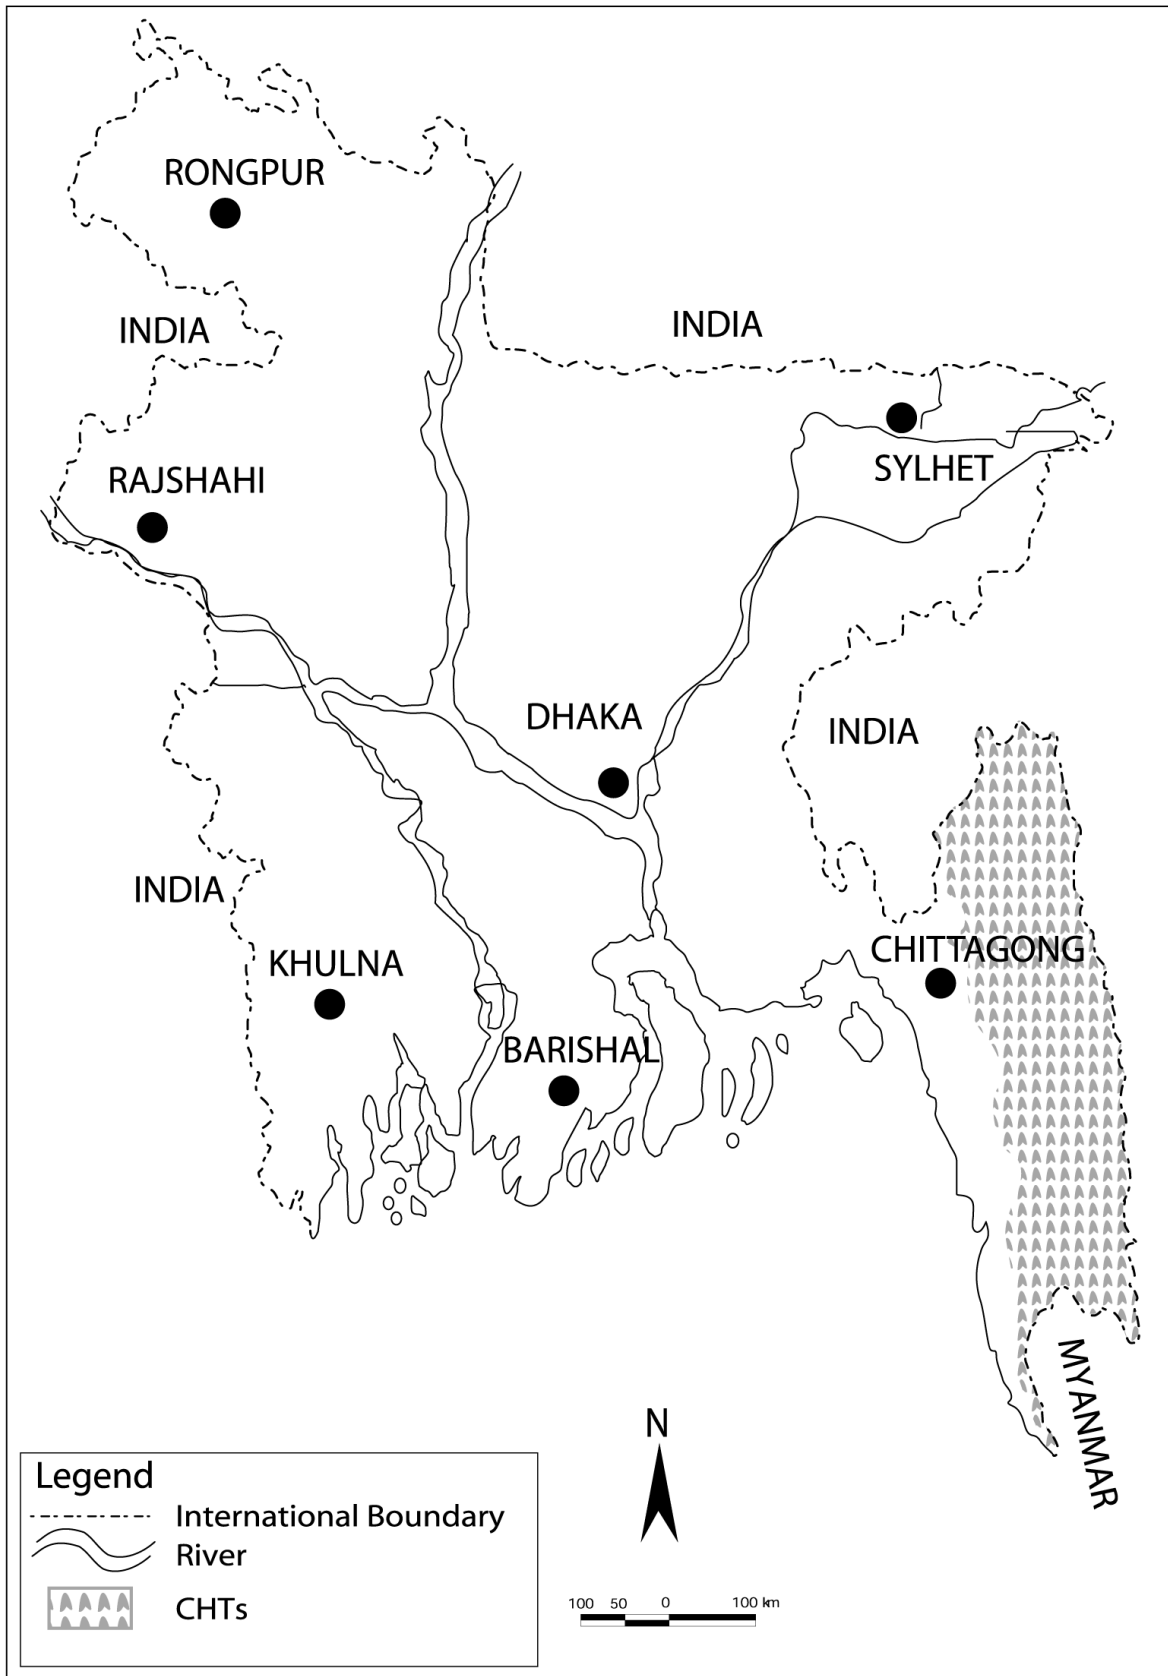 RONGPUR
INDIA
INDIA
RAJSHAHI
SYLHET
DHAKA
INDIA
INDIA
KHULNA
CHITTAGONG
BARISHAL
MYANMAR
N
Legend
International Boundary
River
CHTs
100 50 0 100 km